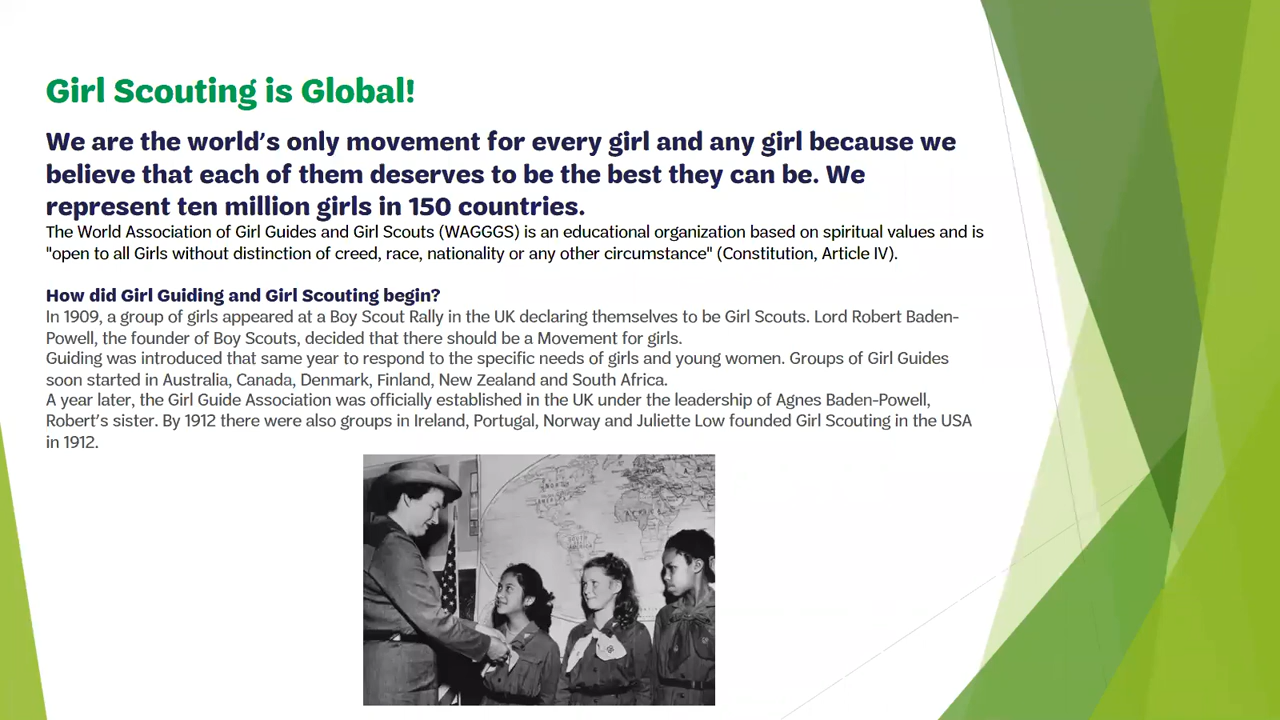 Girl Scouting is Global!
We are the world's only movement for every girl and any girl because we
believe that each of them deserves to be the best they can be. We
represent ten million girls in 150 countries.
The World Association of Girl Guides and Girl Scouts (WAGGGS) is an educational organization based on spiritual values and is
"open to all Girls without distinction of creed, race, nationality or any other circumstance" (Constitution, Article IV).
How did Girl Guiding and Girl Scouting begin?
In 1909, a group of girls appeared at a Boy Scout Rally in the UK declaring themselves to be Girl Scouts. Lord Robert Baden-
Powell, the founder of Boy Scouts, decided that there should be a Movement for girls.
Guiding was introduced that same year to respond to the specific needs of girls and young women. Groups of Girl Guides
soon started in Australia, Canada, Denmark, Finland, New Zealand and South Africa.
A year later, the Girl Guide Association was officially established in the UK under the leadership of Agnes Baden-Powell,
Robert's sister. By 1912 there were also groups in Ireland, Portugal, Norway and Juliette Low founded Girl Scouting in the USA
in 1912.
NORTH
AMERICA
SOUTH
AMERICA
AFRICA